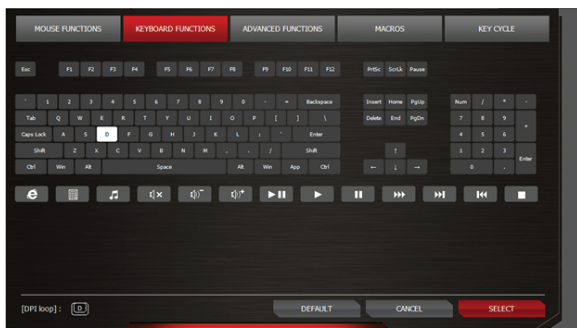 MOUSE FUNCTIONS KEYBOARD FUNCTIONS ADVANCED FUNCTIONS MACROS KEY CYCLE
Esc F1 F2 F3 F4 F5 F6 F7 F8 F9 F10 F11 F12 PrtSc ScrLk Pause
` 1 2 3 4 5 6 7 8 9 0 - = Backspace Insert Home PgUp Num / * -
Tab Q W E R T Y U I O P [ ] \ Delete End PgDn 7 8 9 +
Caps Lock A S D F G H J K L ; ' Enter 4 5 6
Shift Z X C V B N M , . / Shift ↑ 1 2 3 Enter
Ctrl Win Alt Space Alt Win App Ctrl ← ↓ → 0 .
[DPI loop] : D DEFAULT CANCEL SELECT